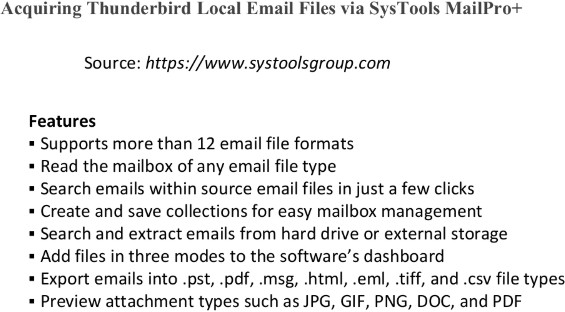 Acquiring Thunderbird Local Email Files via SysTools MailPro+
Source: https://www.systoolsgroup.com
Features
▪ Supports more than 12 email file formats
▪ Read the mailbox of any email file type
▪ Search emails within source email files in just a few clicks
▪ Create and save collections for easy mailbox management
▪ Search and extract emails from hard drive or external storage
▪ Add files in three modes to the software’s dashboard
▪ Export emails into .pst, .pdf, .msg, .html, .eml, .tiff, and .csv file types
▪ Preview attachment types such as JPG, GIF, PNG, DOC, and PDF